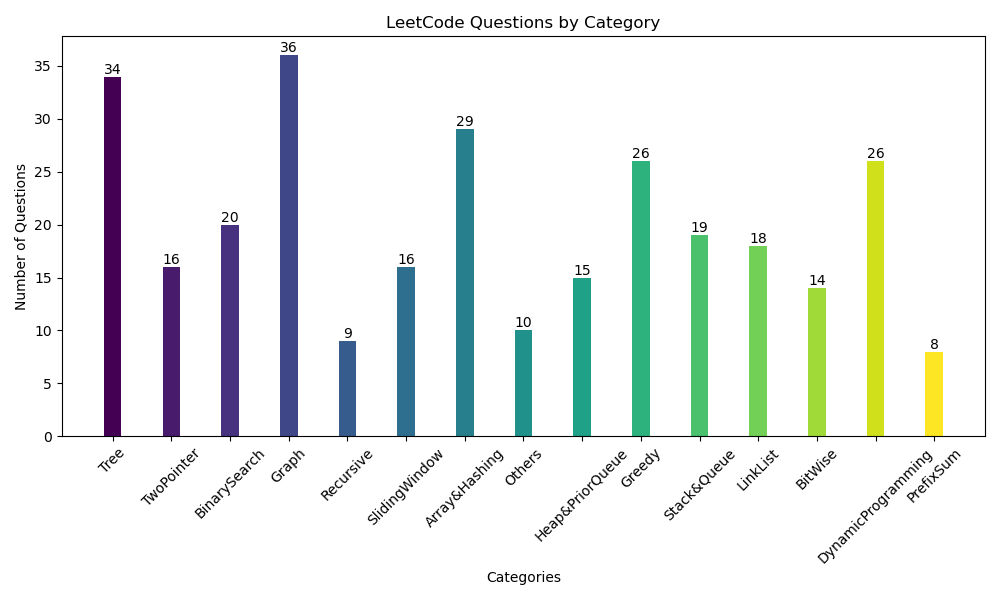 LeetCode Questions by Category
Number of Questions
35
30
25
20
15
10
5
0
34
16
20
36
9
16
29
10
15
26
19
18
14
26
8
Tree
TwoPointer
BinarySearch
Graph
Recursive
SlidingWindow
Array&Hashing
Others
Heap&PriorQueue
Greedy
Stack&Queue
LinkList
BitWise
DynamicProgramming
PrefixSum
Categories